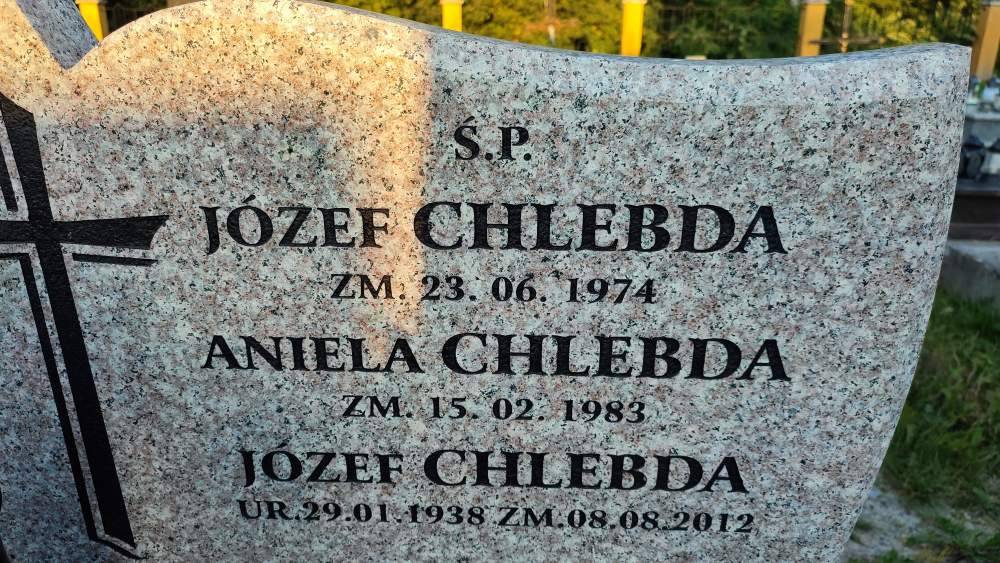 Ś.P.
JÓZEF CHLEBDA
ZM. 23. 06. 1974
ANIELA CHLEBDA
ZM. 15. 02. 1983
JÓZEF CHLEBDA
UR.29.01.1938 ZM.08.08.2012